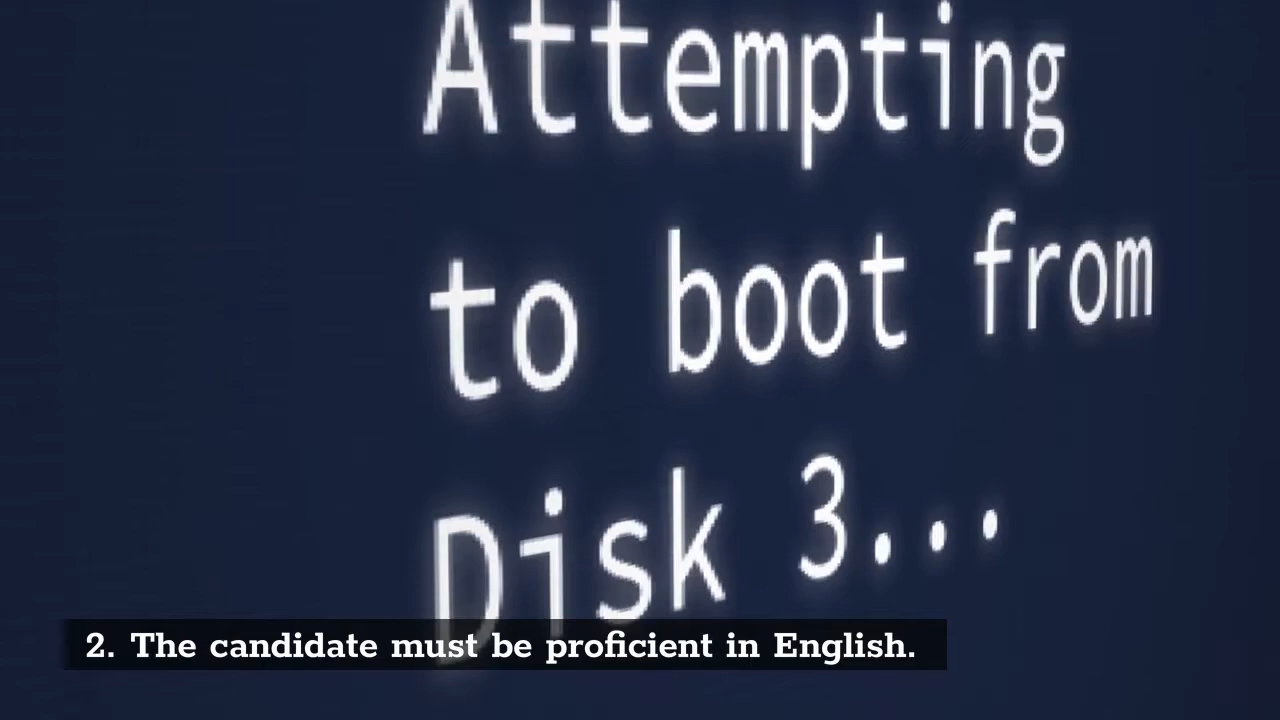 Attempting
to boot from
Disk 3...
2. The candidate must be proficient in English.